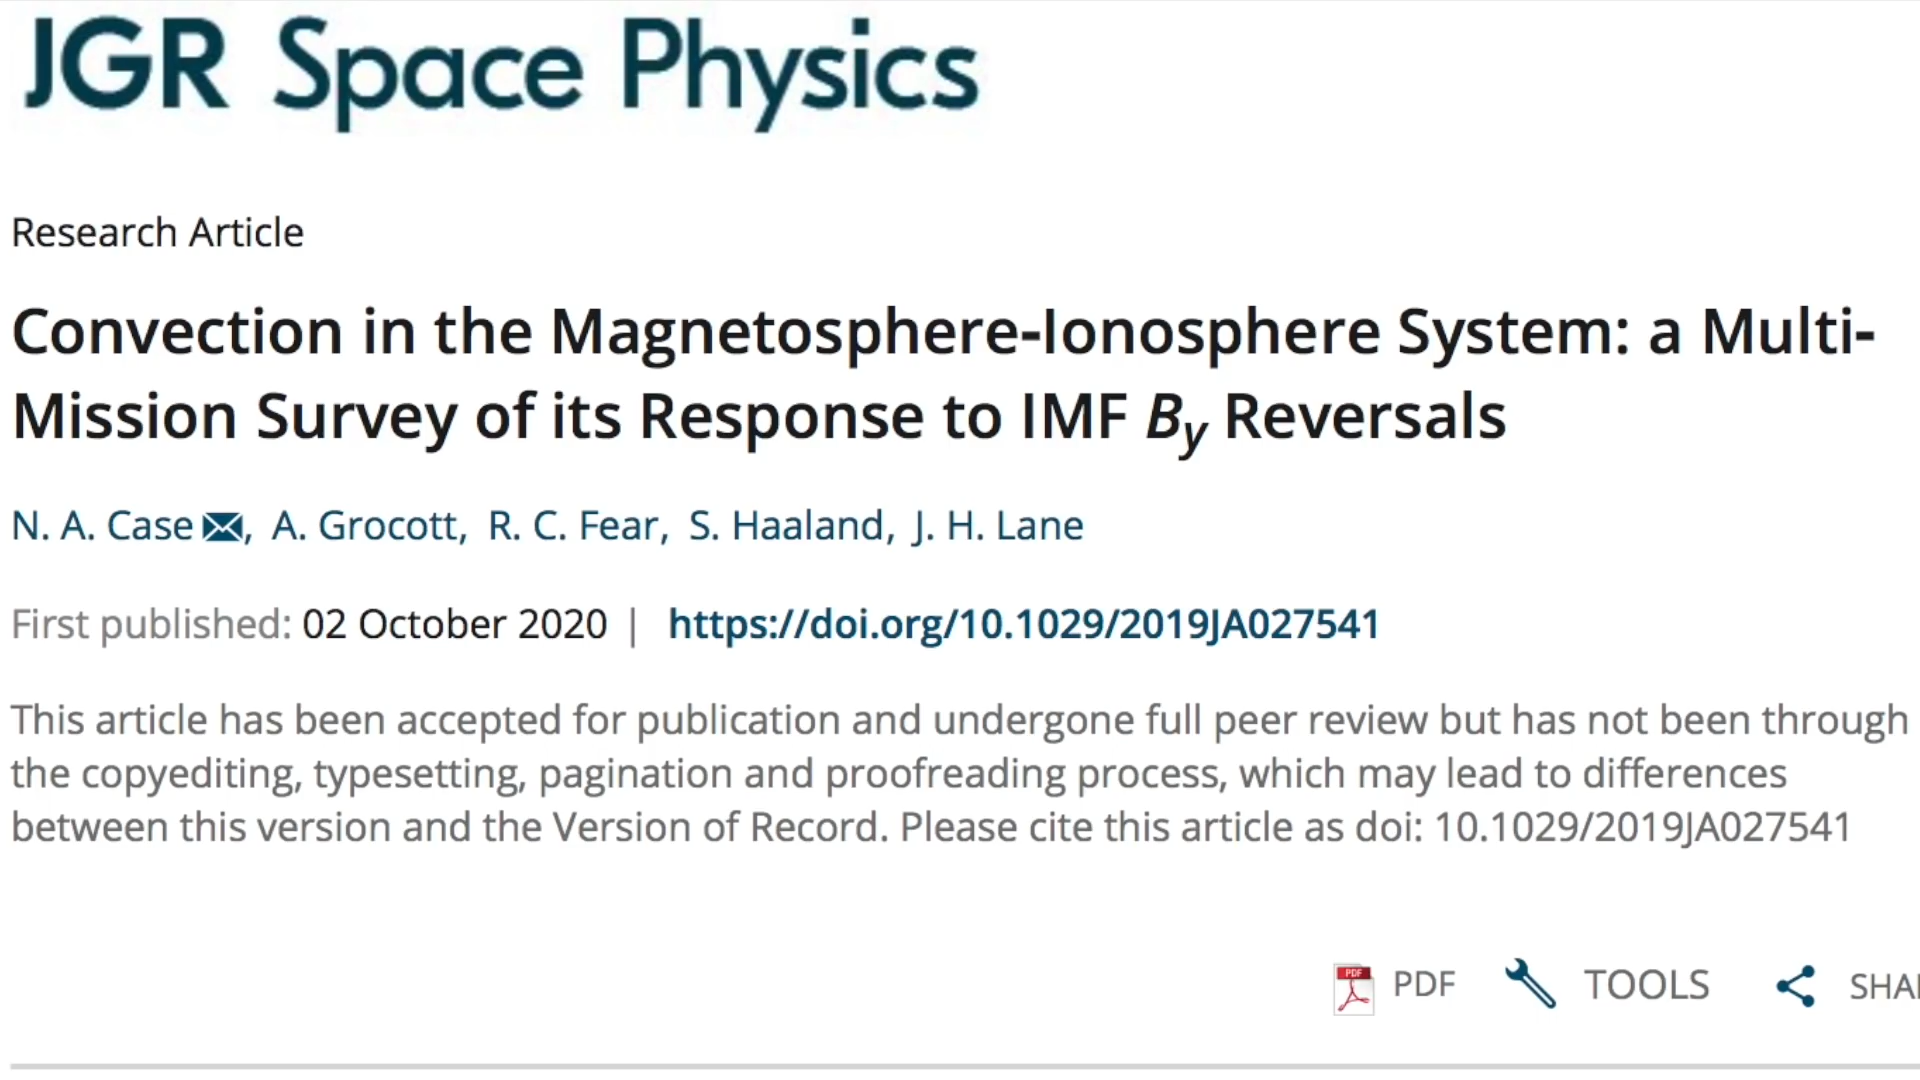 JGR Space Physics
Research Article
Convection in the Magnetosphere-Ionosphere System: a Multi-
Mission Survey of its Response to IMF By Reversals
N. A. Case, A. Grocott, R. C. Fear, S. Haaland, J. H. Lane
First published: 02 October 2020 | https://doi.org/10.1029/2019JA027541
This article has been accepted for publication and undergone full peer review but has not been through
the copyediting, typesetting, pagination and proofreading process, which may lead to differences
between this version and the Version of Record. Please cite this article as doi: 10.1029/2019JA027541
PDF PDF TOOLS